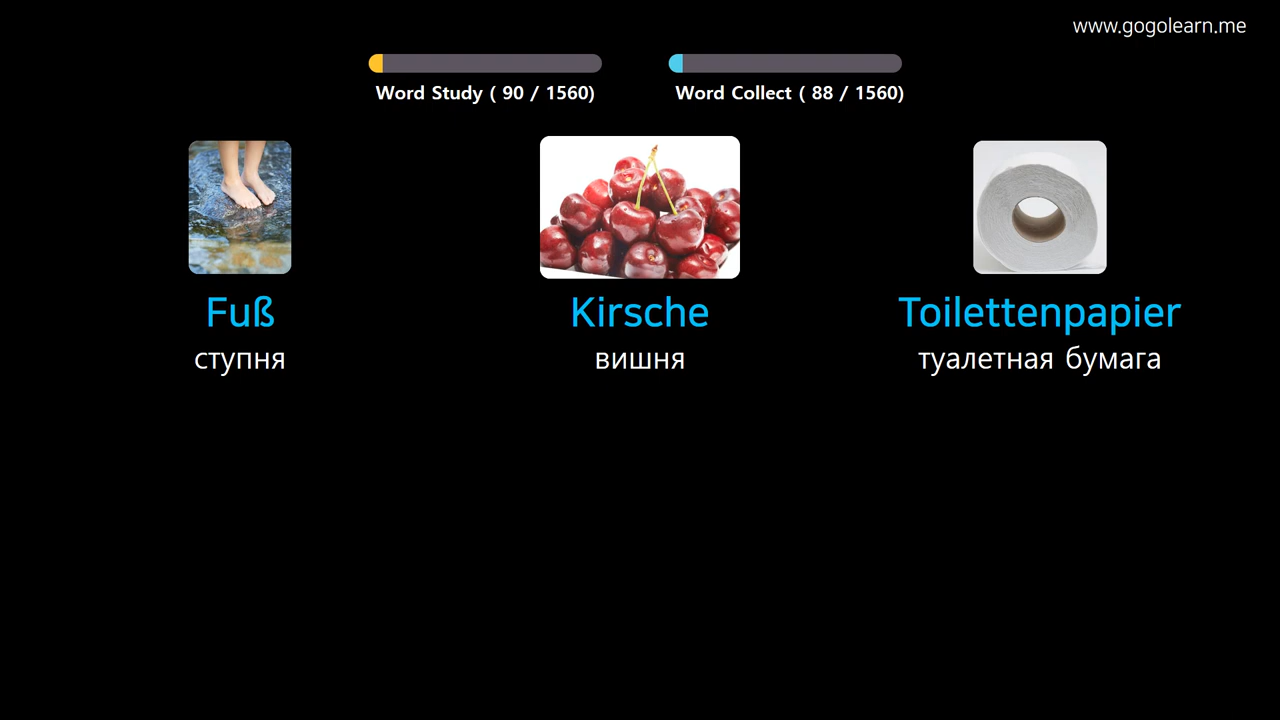 www.gogolearn.me
Word Study ( 90 / 1560)
Word Collect ( 88 / 1560)
Fuß
ступня
Kirsche
вишня
Toilettenpapier
туалетная бумага